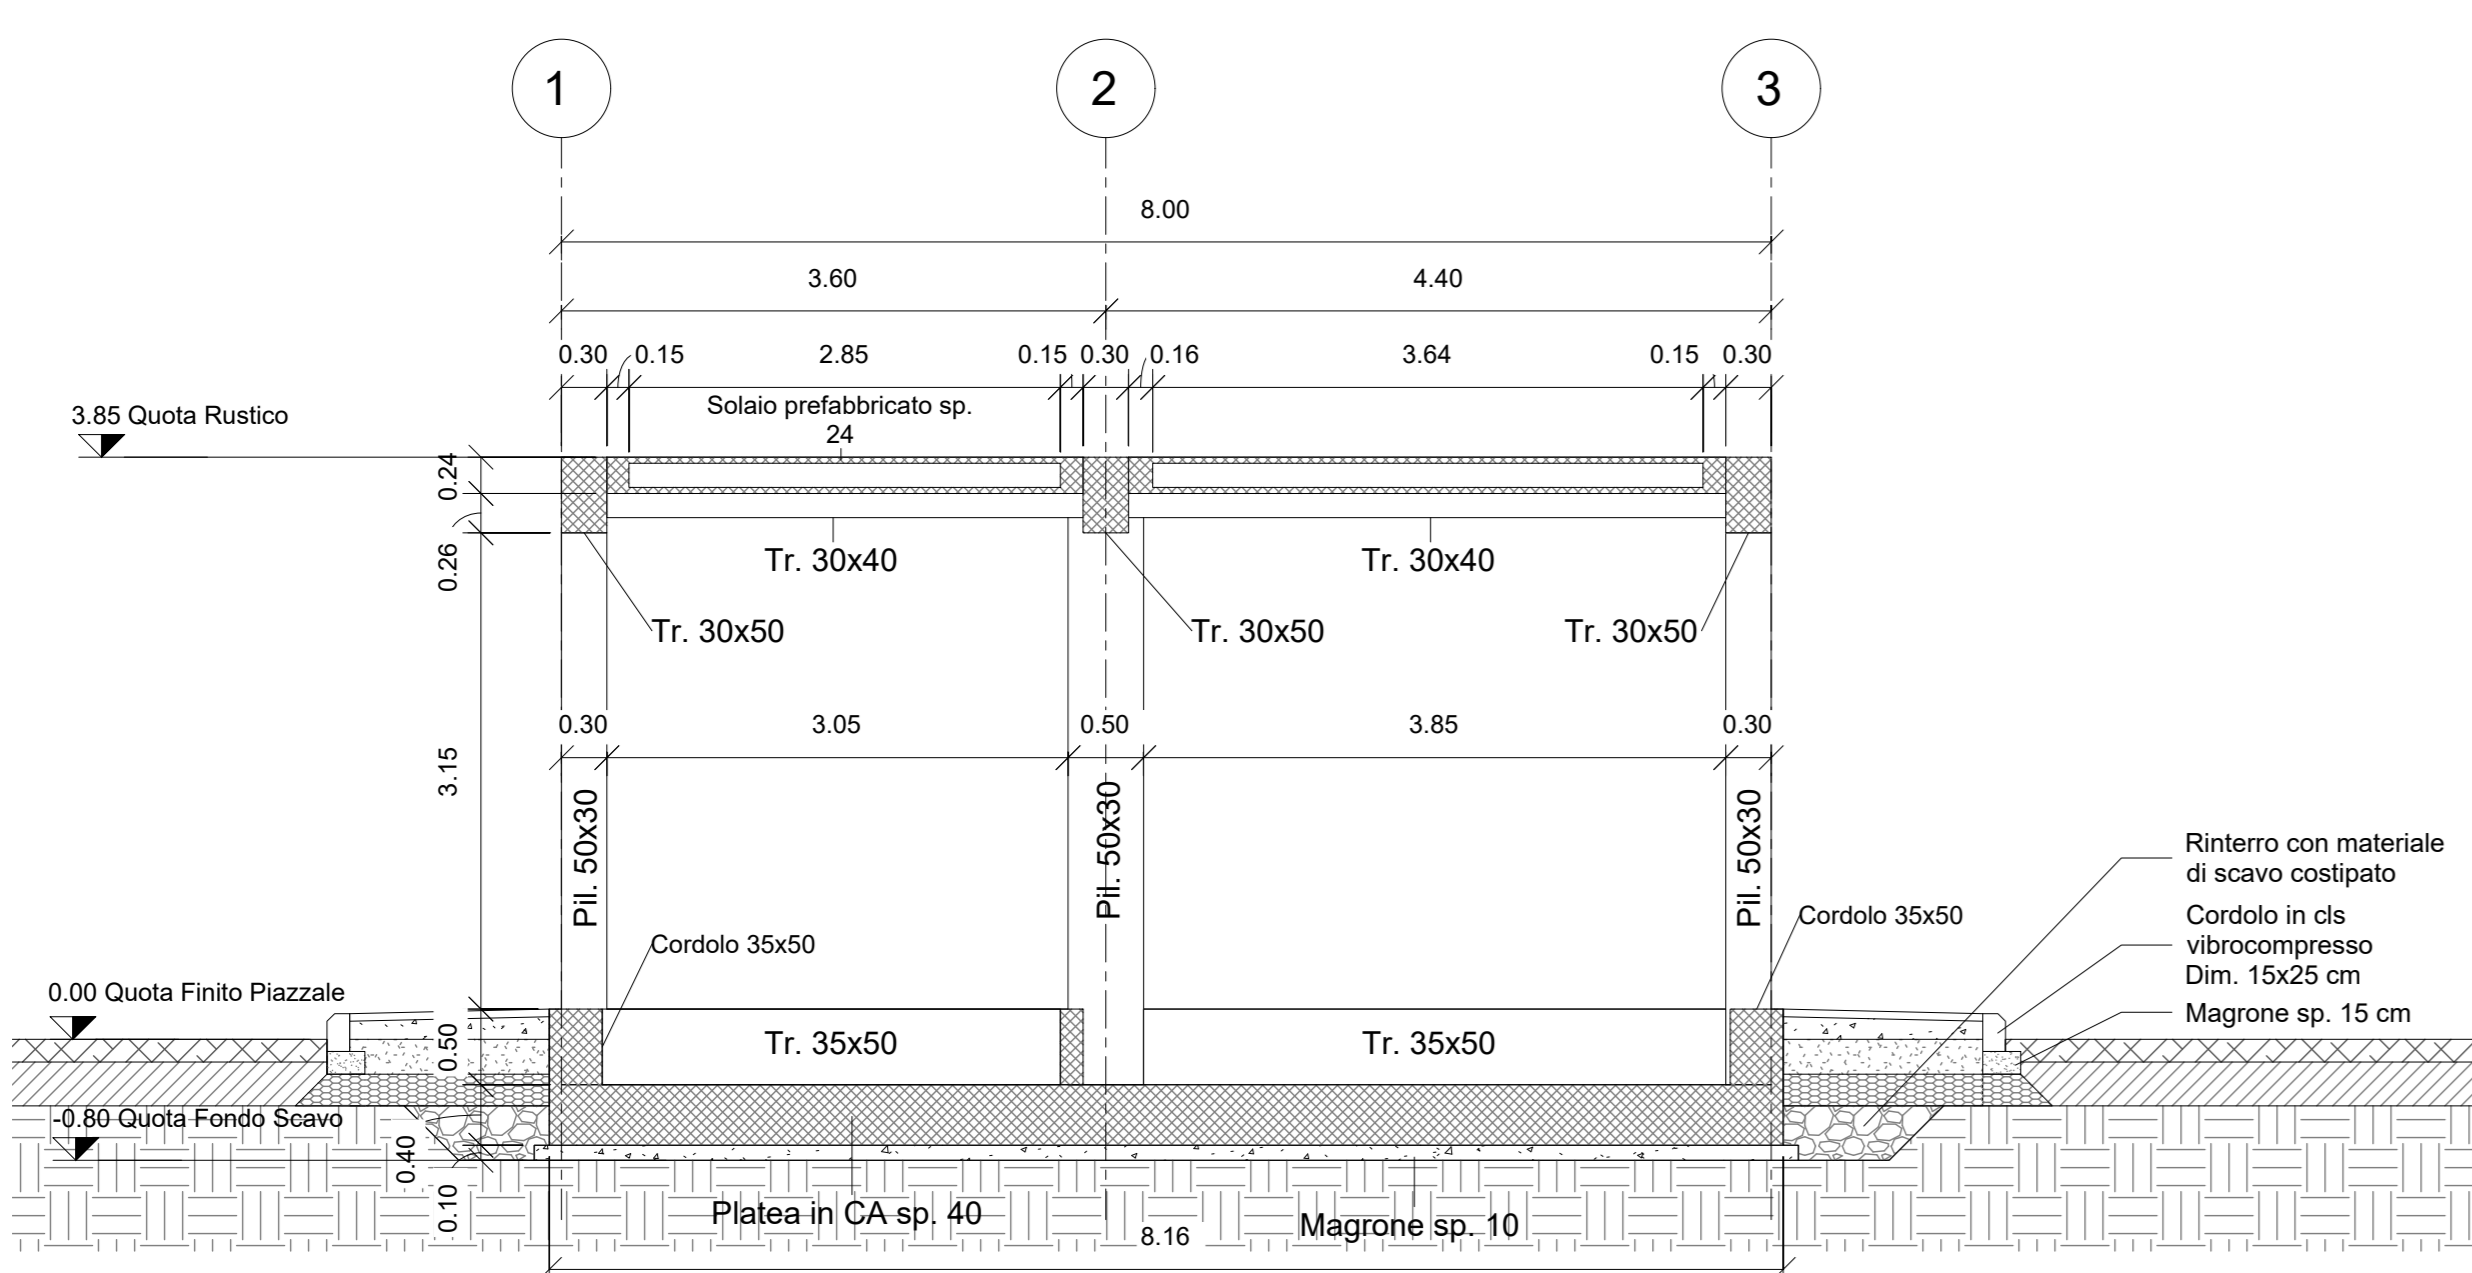 1 2 3
8.00
3.60 4.40
0.30 0.15 2.85 0.15 0.30 0.16 3.64 0.15 0.30
Solaio prefabbricato sp.
24
3.85 Quota Rustico
0.24
0.26
Tr. 30x40 Tr. 30x40
Tr. 30x50 Tr. 30x50 Tr. 30x50
0.30 3.05 0.50 3.85 0.30
3.15
Pil. 50x30 Pil. 50x30 Pil. 50x30
Rinterro con materiale
di scavo costipato
Cordolo 35x50
Cordolo in cls
vibrocompresso
Dim. 15x25 cm
Cordolo 35x50
0.00 Quota Finito Piazzale
Magrone sp. 15 cm
0.50
Tr. 35x50 Tr. 35x50
-0.80 Quota Fondo Scavo
0.40
0.10
Platea in CA sp. 40
Magrone sp. 10
8.16